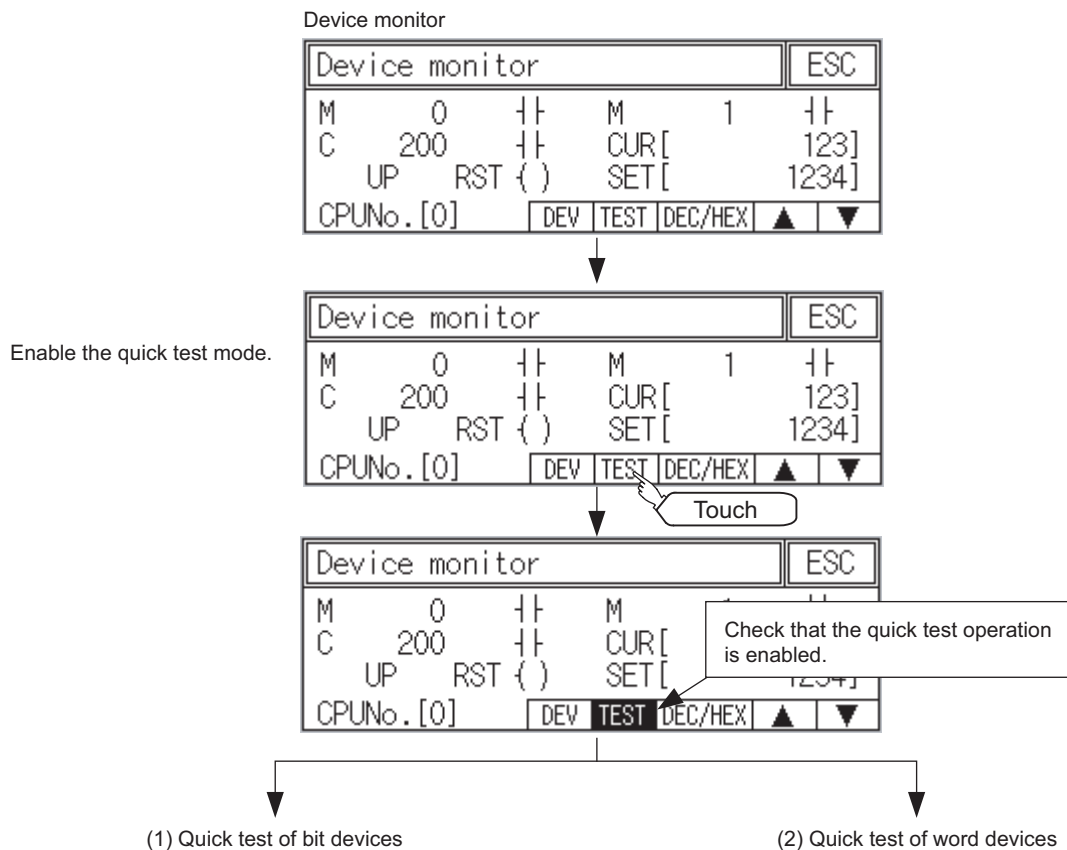 Device monitor
Device monitor ESC
M 0 ┤├ M 1 ┤├
C 200 ┤├ CUR[ 123]
UP RST ( ) SET[ 1234]
CPUNo.[0] DEV TEST DEC/HEX ▲ ▼
Enable the quick test mode.
Device monitor ESC
M 0 ┤├ M 1 ┤├
C 200 ┤├ CUR[ 123]
UP RST ( ) SET[ 1234]
CPUNo.[0] DEV TEST DEC/HEX ▲ ▼
Touch
Device monitor ESC
M 0 ┤├ M
C 200 ┤├ CUR[
UP RST ( ) SET[ 1234]
Check that the quick test operation
is enabled.
CPUNo.[0] DEV TEST DEC/HEX ▲ ▼
(1) Quick test of bit devices
(2) Quick test of word devices